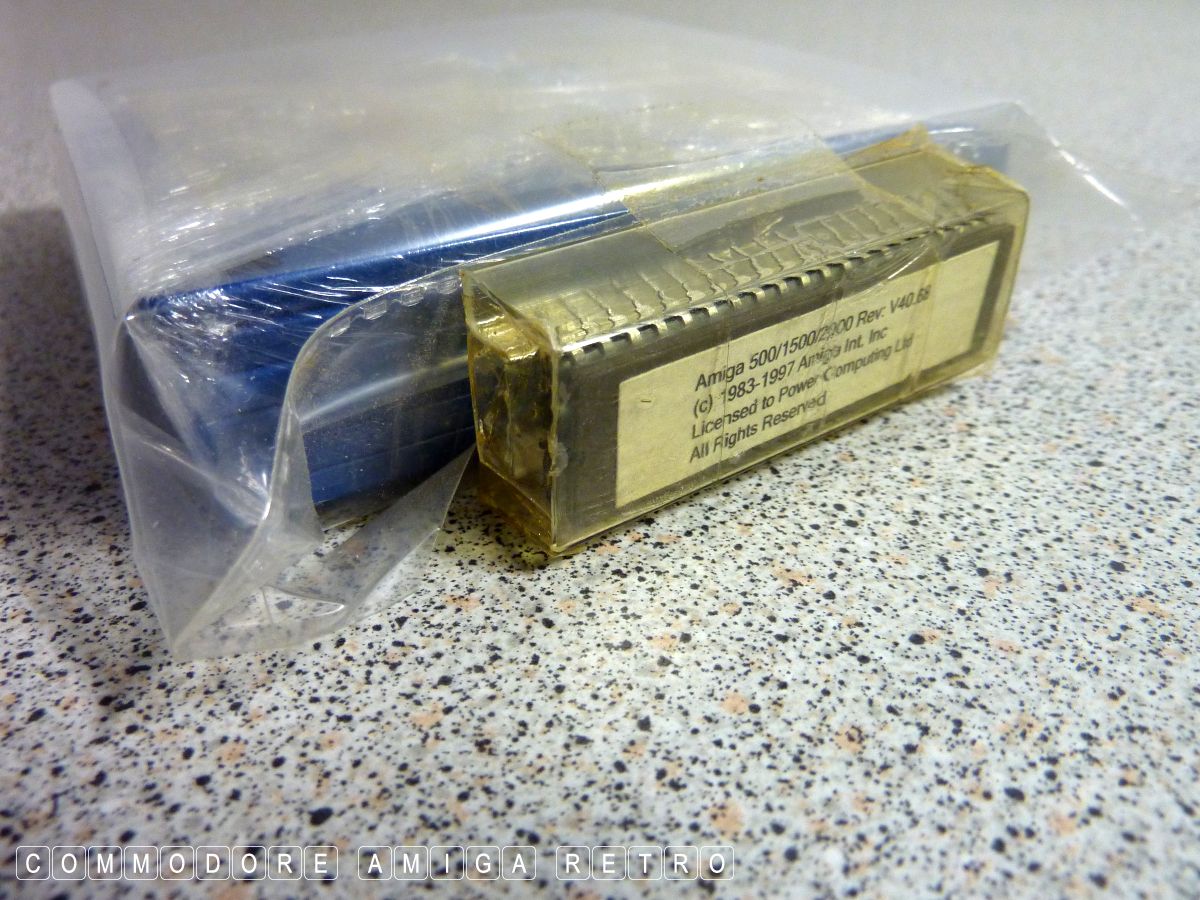 Amiga 500/1500/2000 Rev: V40.68
(c) 1983-1997 Amiga Int. Inc
Licensed to Power Computing Ltd
All Rights Reserved
COMMODORE AMIGA RETRO